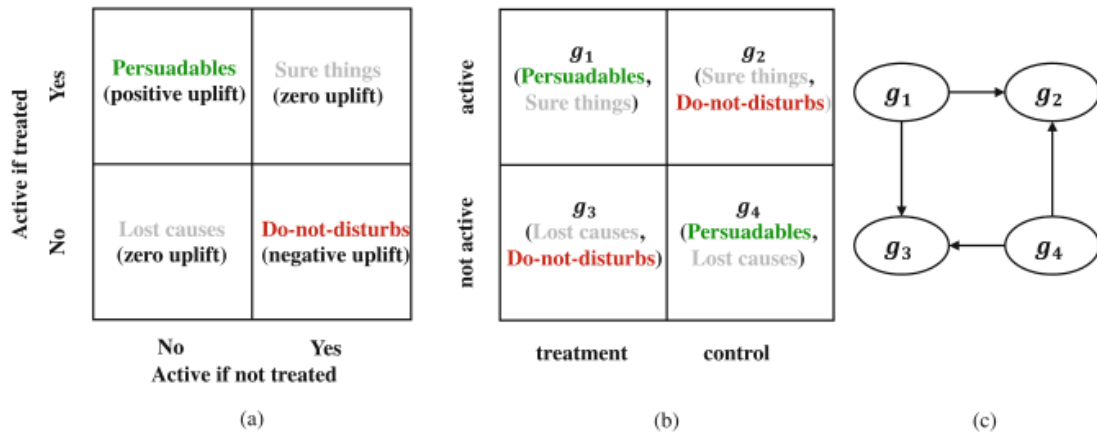 Active if treated
Yes
No
Persuadables
(positive uplift)
Sure things
(zero uplift)
Lost causes
(zero uplift)
Do-not-disturbs
(negative uplift)
No
Yes
Active if not treated
(a)
active
not active
g₁
(Persuadables,
Sure things)
g₂
(Sure things,
Do-not-disturbs)
g₃
(Lost causes,
Do-not-disturbs)
g₄
(Persuadables,
Lost causes)
treatment
control
(b)
g₁
g₂
g₃
g₄
(c)